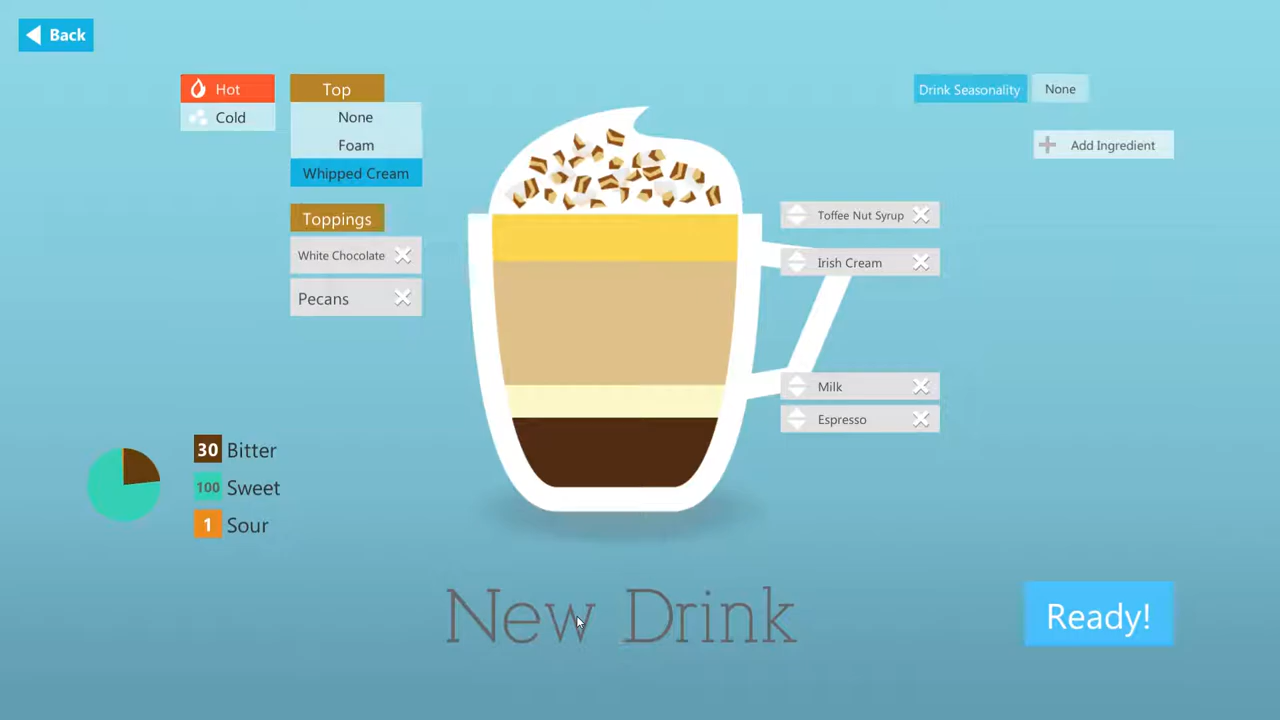 Back
Hot
Cold
Top
None
Foam
Whipped Cream
Toppings
White Chocolate
Pecans
Drink Seasonality
None
Add Ingredient
Toffee Nut Syrup
Irish Cream
Milk
Espresso
30 Bitter
100 Sweet
1 Sour
New Drink
Ready!